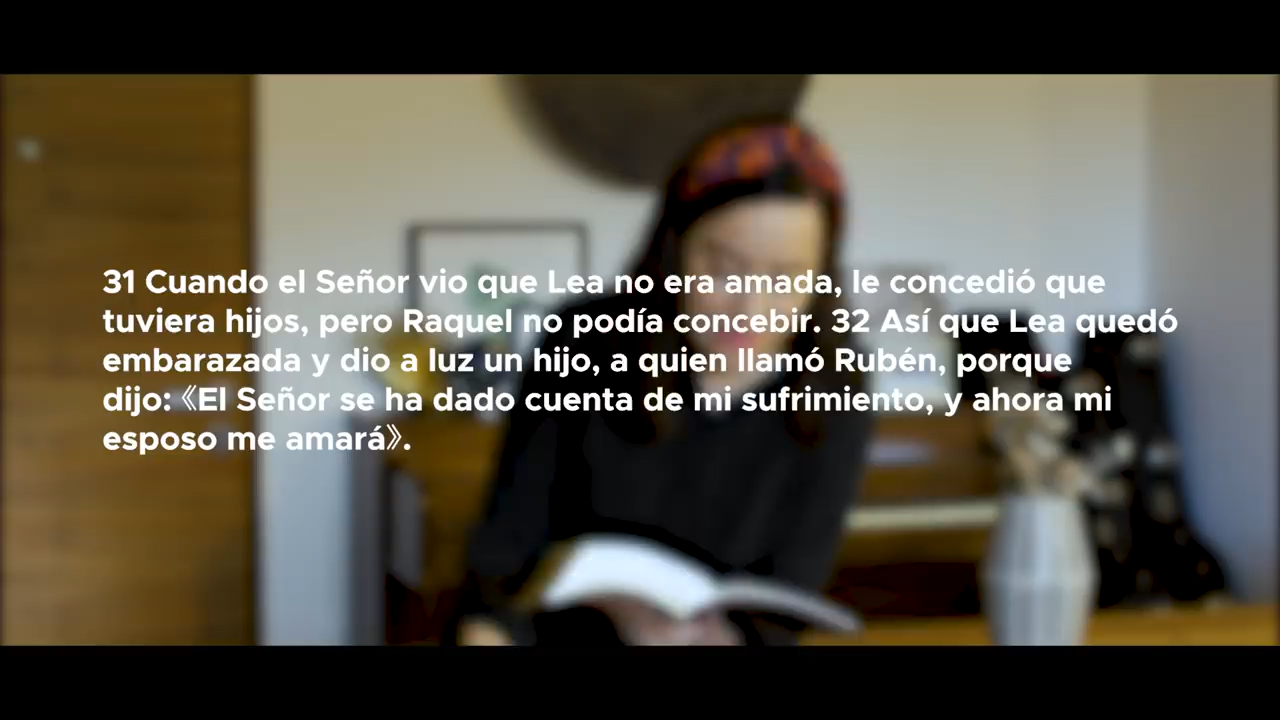 31 Cuando el Señor vio que Lea no era amada, le concedió que
tuviera hijos, pero Raquel no podía concebir. 32 Así que Lea quedó
embarazada y dio a luz un hijo, a quien llamó Rubén, porque
dijo:《El Señor se ha dado cuenta de mi sufrimiento, y ahora mi
esposo me amará》.